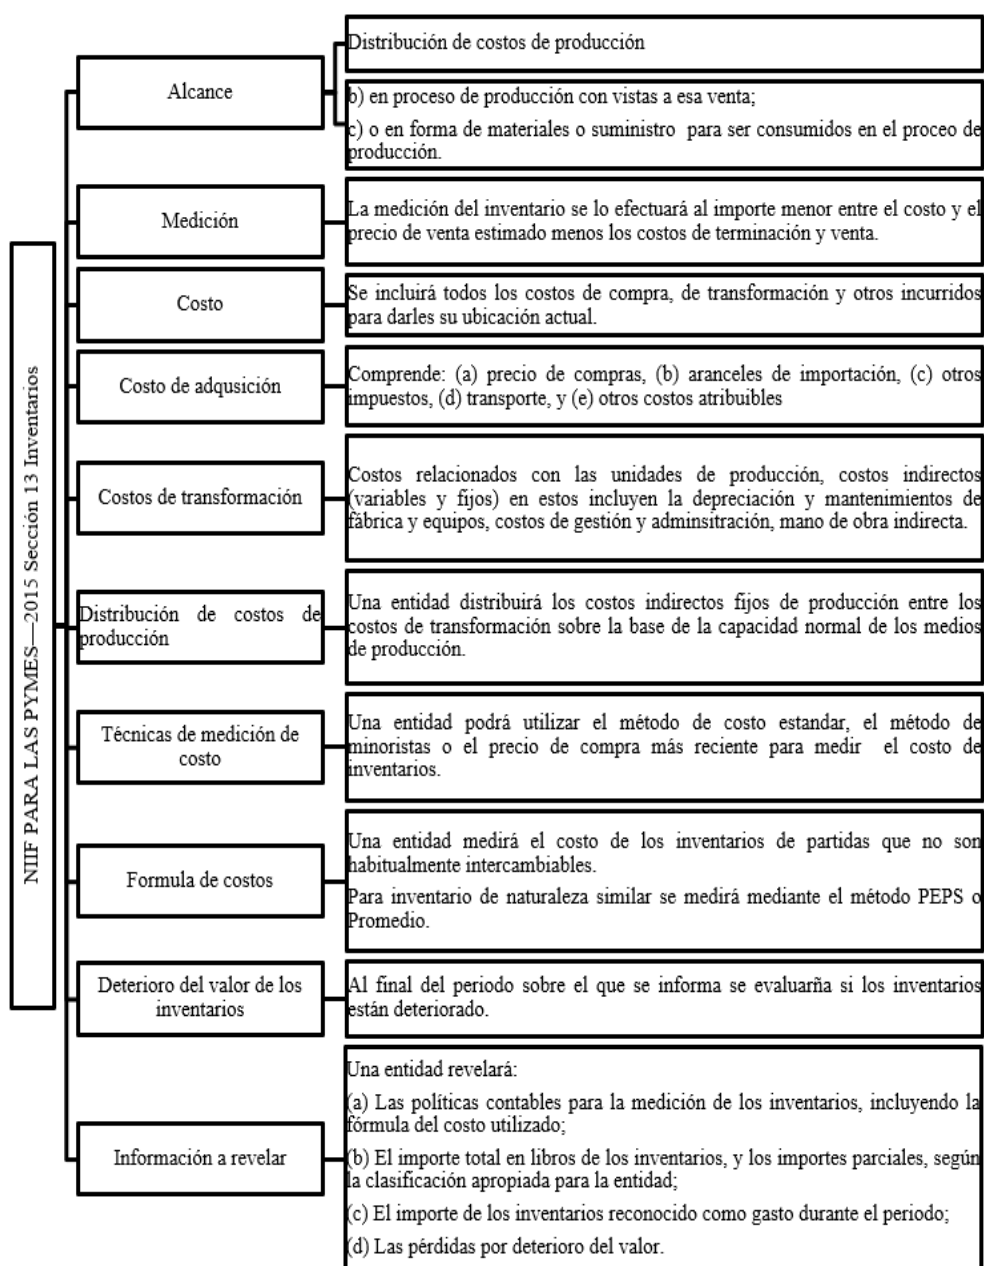 NIIF PARA LAS PYMES—2015 Sección 13 Inventarios
Alcance
Distribución de costos de producción
b) en proceso de producción con vistas a esa venta;
c) o en forma de materiales o suministro para ser consumidos en el proceo de
producción.
Medición
La medición del inventario se lo efectuará al importe menor entre el costo y el
precio de venta estimado menos los costos de terminación y venta.
Costo
Se incluirá todos los costos de compra, de transformación y otros incurridos
para darles su ubicación actual.
Costo de adqusición
Comprende: (a) precio de compras, (b) aranceles de importación, (c) otros
impuestos, (d) transporte, y (e) otros costos atribuibles
Costos de transformación
Costos relacionados con las unidades de producción, costos indirectos
(variables y fijos) en estos incluyen la depreciación y mantenimientos de
fábrica y equipos, costos de gestión y adminsitración, mano de obra indirecta.
Distribución de costos de
producción
Una entidad distribuirá los costos indirectos fijos de producción entre los
costos de transformación sobre la base de la capacidad normal de los medios
de producción.
Técnicas de medición de
costo
Una entidad podrá utilizar el método de costo estandar, el método de
minoristas o el precio de compra más reciente para medir el costo de
inventarios.
Formula de costos
Una entidad medirá el costo de los inventarios de partidas que no son
habitualmente intercambiables.
Para inventario de naturaleza similar se medirá mediante el método PEPS o
Promedio.
Deterioro del valor de los
inventarios
Al final del periodo sobre el que se informa se evaluarña si los inventarios
están deteriorado.
Información a revelar
Una entidad revelará:
(a) Las políticas contables para la medición de los inventarios, incluyendo la
fórmula del costo utilizado;
(b) El importe total en libros de los inventarios, y los importes parciales, según
la clasificación apropiada para la entidad;
(c) El importe de los inventarios reconocido como gasto durante el periodo;
(d) Las pérdidas por deterioro del valor.